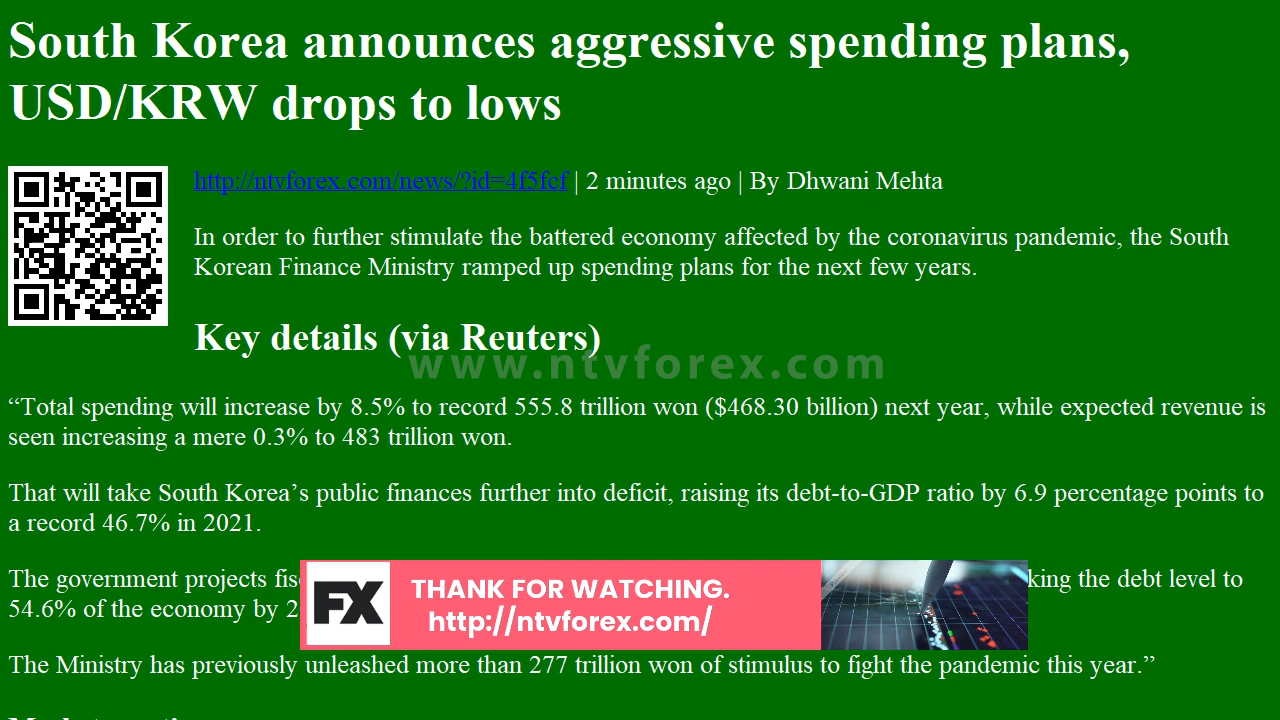 South Korea announces aggressive spending plans,
USD/KRW drops to lows
http://ntvforex.com/news/?id=4f5fcf | 2 minutes ago | By Dhwani Mehta
In order to further stimulate the battered economy affected by the coronavirus pandemic, the South
Korean Finance Ministry ramped up spending plans for the next few years.
Key details (via Reuters)
www.ntvforex.com
“Total spending will increase by 8.5% to record 555.8 trillion won ($468.30 billion) next year, while expected revenue is
seen increasing a mere 0.3% to 483 trillion won.
That will take South Korea’s public finances further into deficit, raising its debt-to-GDP ratio by 6.9 percentage points to
a record 46.7% in 2021.
The government projects the debt level to
54.6% of the economy by
FX
THANK FOR WATCHING.
http://ntvforex.com/
The Ministry has previously unleashed more than 277 trillion won of stimulus to fight the pandemic this year.”